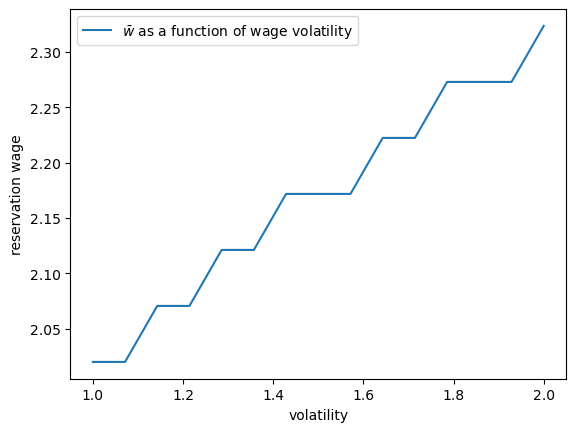 w̄ as a function of wage volatility
2.30
2.25
2.20
2.15
2.10
2.05
reservation wage
1.0 1.2 1.4 1.6 1.8 2.0
volatility